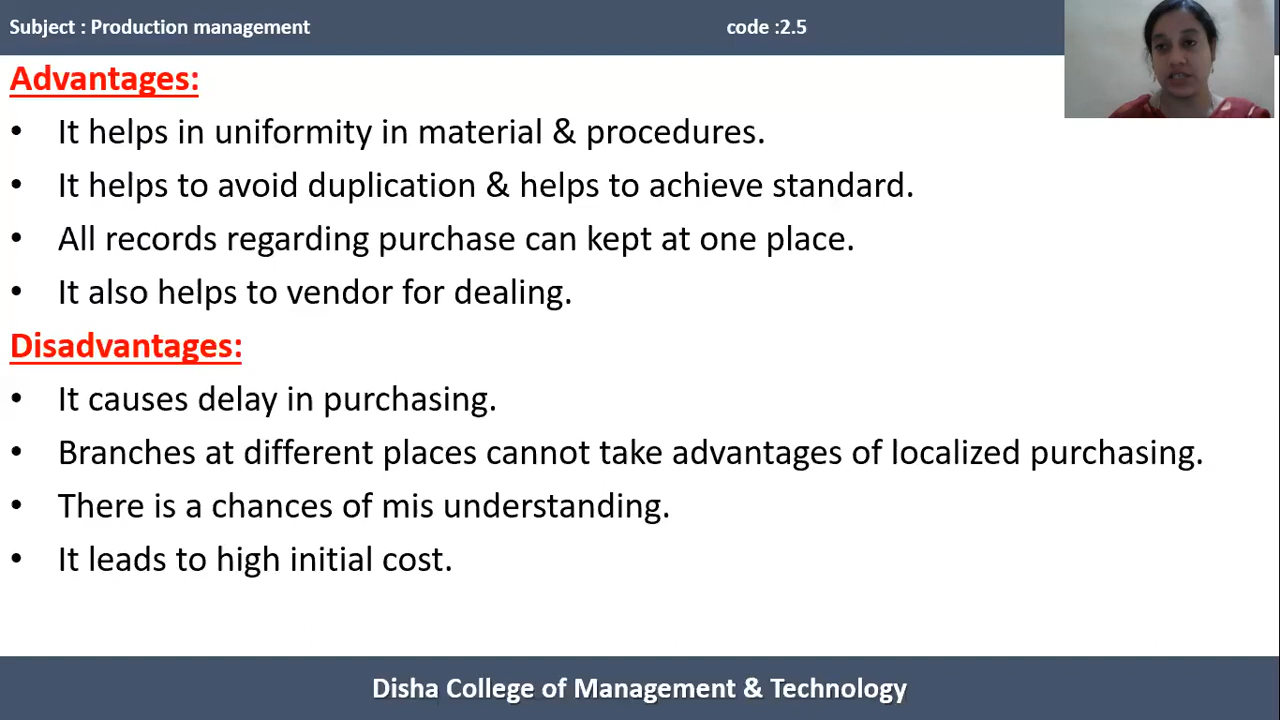 Subject : Production management code :2.5
Advantages:
• It helps in uniformity in material & procedures.
• It helps to avoid duplication & helps to achieve standard.
• All records regarding purchase can kept at one place.
• It also helps to vendor for dealing.
Disadvantages:
• It causes delay in purchasing.
• Branches at different places cannot take advantages of localized purchasing.
• There is a chances of mis understanding.
• It leads to high initial cost.
Disha College of Management & Technology